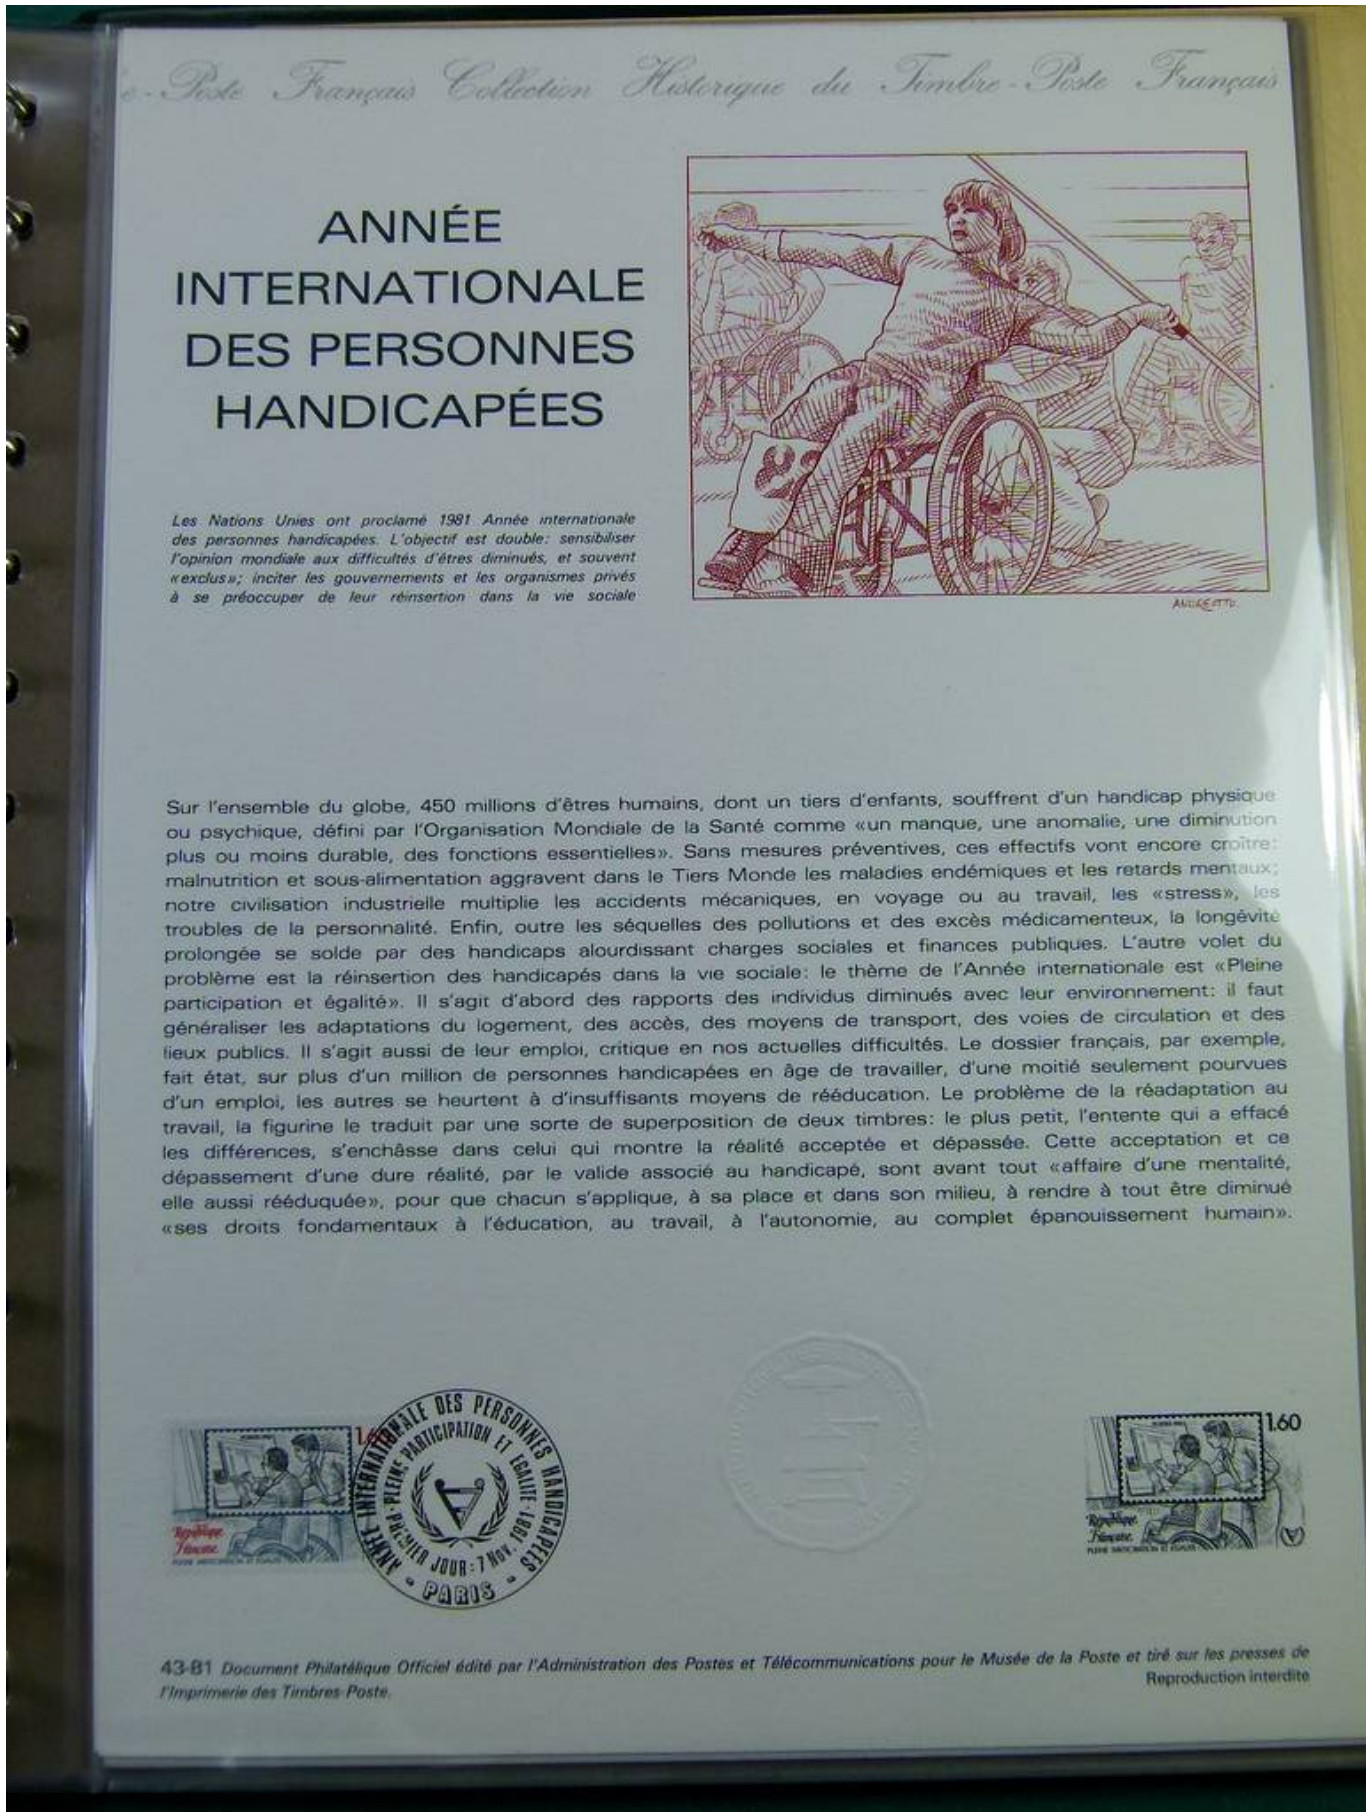 e-Poste Français Collection Historique du Timbre-Poste Français
ANNÉE
INTERNATIONALE
DES PERSONNES
HANDICAPÉES
Les Nations Unies ont proclamé 1981 Année internationale
des personnes handicapées. L'objectif est double: sensibiliser
l'opinion mondiale aux difficultés d'êtres diminués, et souvent
«exclus»; inciter les gouvernements et les organismes privés
à se préoccuper de leur réinsertion dans la vie sociale
ANDREOTTO.
Sur l'ensemble du globe, 450 millions d'êtres humains, dont un tiers d'enfants, souffrent d'un handicap physique
ou psychique, défini par l'Organisation Mondiale de la Santé comme «un manque, une anomalie, une diminution
plus ou moins durable, des fonctions essentielles». Sans mesures préventives, ces effectifs vont encore croître:
malnutrition et sous-alimentation aggravent dans le Tiers Monde les maladies endémiques et les retards mentaux;
notre civilisation industrielle multiplie les accidents mécaniques, en voyage ou au travail, les «stress», les
troubles de la personnalité. Enfin, outre les séquelles des pollutions et des excès médicamenteux, la longévité
prolongée se solde par des handicaps alourdissant charges sociales et finances publiques. L'autre volet du
problème est la réinsertion des handicapés dans la vie sociale: le thème de l'Année internationale est «Pleine
participation et égalité». Il s'agit d'abord des rapports des individus diminués avec leur environnement: il faut
généraliser les adaptations du logement, des accès, des moyens de transport, des voies de circulation et des
lieux publics. Il s'agit aussi de leur emploi, critique en nos actuelles difficultés. Le dossier français, par exemple,
fait état, sur plus d'un million de personnes handicapées en âge de travailler, d'une moitié seulement pourvues
d'un emploi, les autres se heurtent à d'insuffisants moyens de rééducation. Le problème de la réadaptation au
travail, la figurine le traduit par une sorte de superposition de deux timbres: le plus petit, l'entente qui a effacé
les différences, s'enchâsse dans celui qui montre la réalité acceptée et dépassée. Cette acceptation et ce
dépassement d'une dure réalité, par le valide associé au handicapé, sont avant tout «affaire d'une mentalité,
elle aussi rééduquée», pour que chacun s'applique, à sa place et dans son milieu, à rendre à tout être diminué
«ses droits fondamentaux à l'éducation, au travail, à l'autonomie, au complet épanouissement humain».
République
Française
PLEINE PARTICIPATION ET EGALITE
ANNÉE INTERNATIONALE DES PERSONNES HANDICAPÉES
PLEINE PARTICIPATION ET EGALITE
PREMIER JOUR: 7 NOV. 1981
- PARIS -
1.60
République
Française
PLEINE PARTICIPATION ET EGALITE
43-81 Document Philatélique Officiel édité par l'Administration des Postes et Télécommunications pour le Musée de la Poste et tiré sur les presses de
l'Imprimerie des Timbres-Poste.
Reproduction interdite